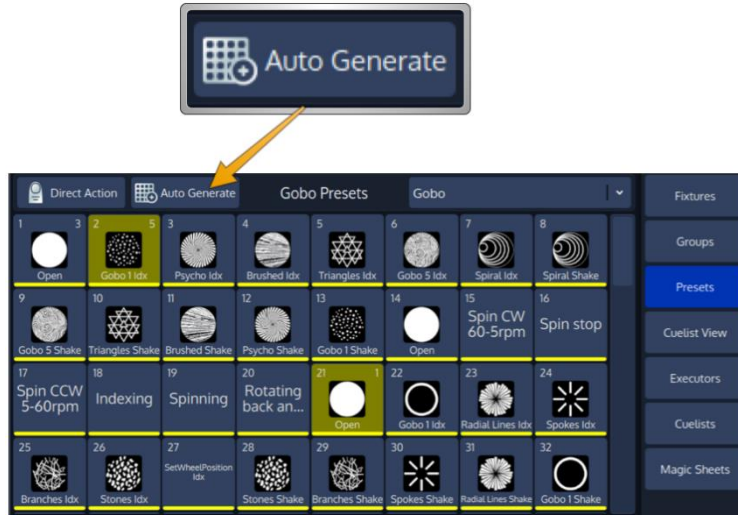 Auto Generate
Direct Action
Auto Generate
Gobo Presets
Gobo
Fixtures
Groups
Presets
Cuelist View
Executors
Cuelists
Magic Sheets
1 3
Open
2 5
Gobo 1 Idx
3
Psycho Idx
4
Brushed Idx
5
Triangles Idx
6
Gobo 5 Idx
7
Spiral Idx
8
Spiral Shake
9
Gobo 5 Shake
10
Triangles Shake
11
Brushed Shake
12
Psycho Shake
13
Gobo 1 Shake
14
Open
15
Spin CW
60-5rpm
16
Spin stop
17
Spin CCW
5-60rpm
18
Indexing
19
Spinning
20
Rotating
back an...
21 1
Open
22
Gobo 1 Idx
23
Radial Lines Idx
24
Spokes Idx
25
Branches Idx
26
Stones Idx
27
SetWheelPosition
Idx
28
Stones Shake
29
Branches Shake
30
Spokes Shake
31
Radial Lines Shake
32
Gobo 1 Shake